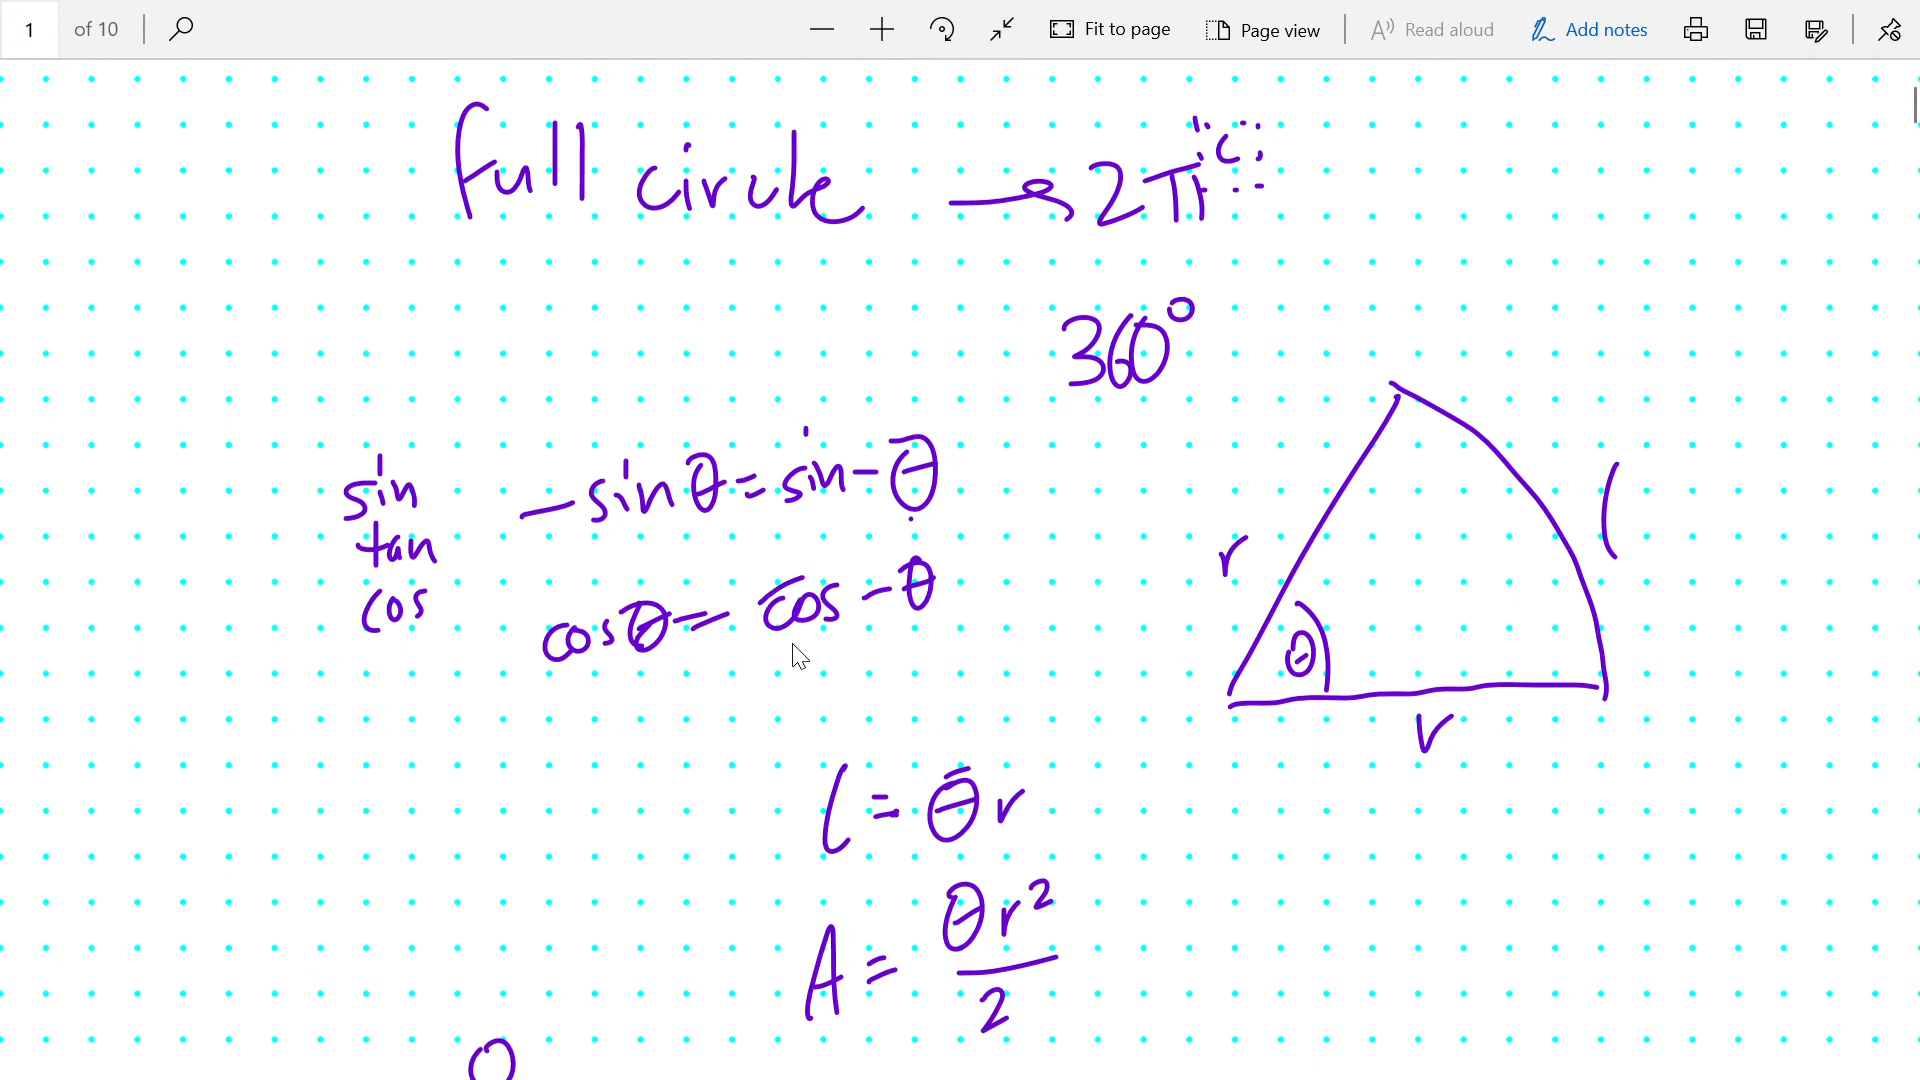 1 of 10 Fit to page Page view Read aloud Add notes
full circle → 2π^c
360°
sin -sinθ = sin-θ
tan
cos cosθ = cos-θ
r θ r l
l = θr
A = θr²/2